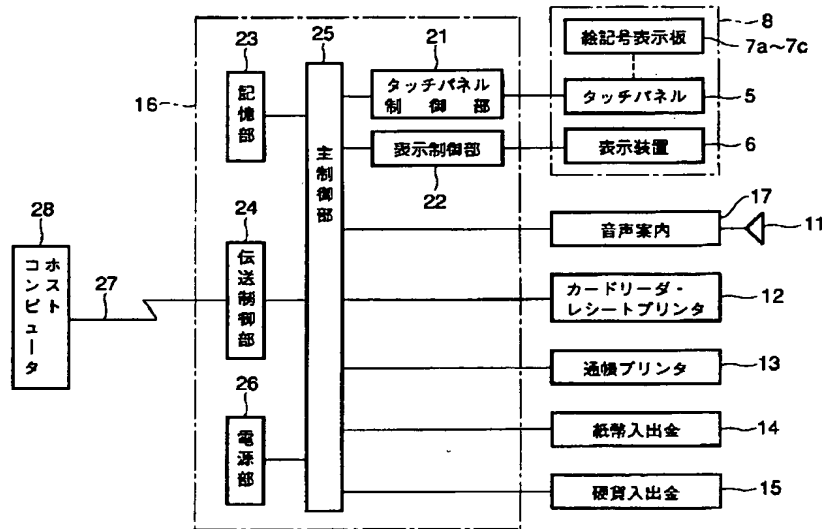 23
25
21
8
絵記号表示板
7a～7c
16
記憶部
タッチパネル
制御部
タッチパネル
5
主制御部
表示制御部
22
表示装置
6
28
24
17
音声案内
11
ホスト
コンピュータ
27
伝送制御部
カードリーダ・
レシートプリンタ
12
26
通帳プリンタ
13
電源部
紙幣入出金
14
硬貨入出金
15